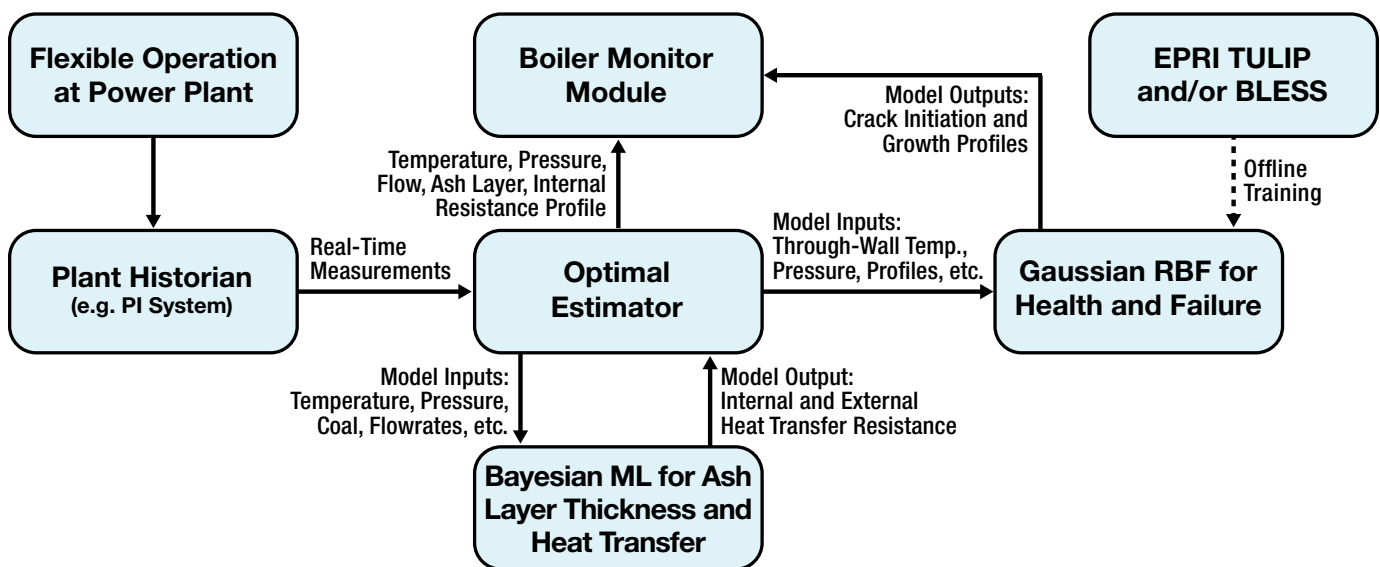 Flexible Operation
at Power Plant
Boiler Monitor
Module
EPRI TULIP
and/or BLESS
Model Outputs:
Crack Initiation and
Growth Profiles
Temperature, Pressure,
Flow, Ash Layer, Internal
Resistance Profile
Offline
Training
Plant Historian
(e.g. PI System)
Real-Time
Measurements
Optimal
Estimator
Model Inputs:
Through-Wall Temp.,
Pressure, Profiles, etc.
Gaussian RBF for
Health and Failure
Model Inputs:
Temperature, Pressure,
Coal, Flowrates, etc.
Model Output:
Internal and External
Heat Transfer Resistance
Bayesian ML for Ash
Layer Thickness and
Heat Transfer